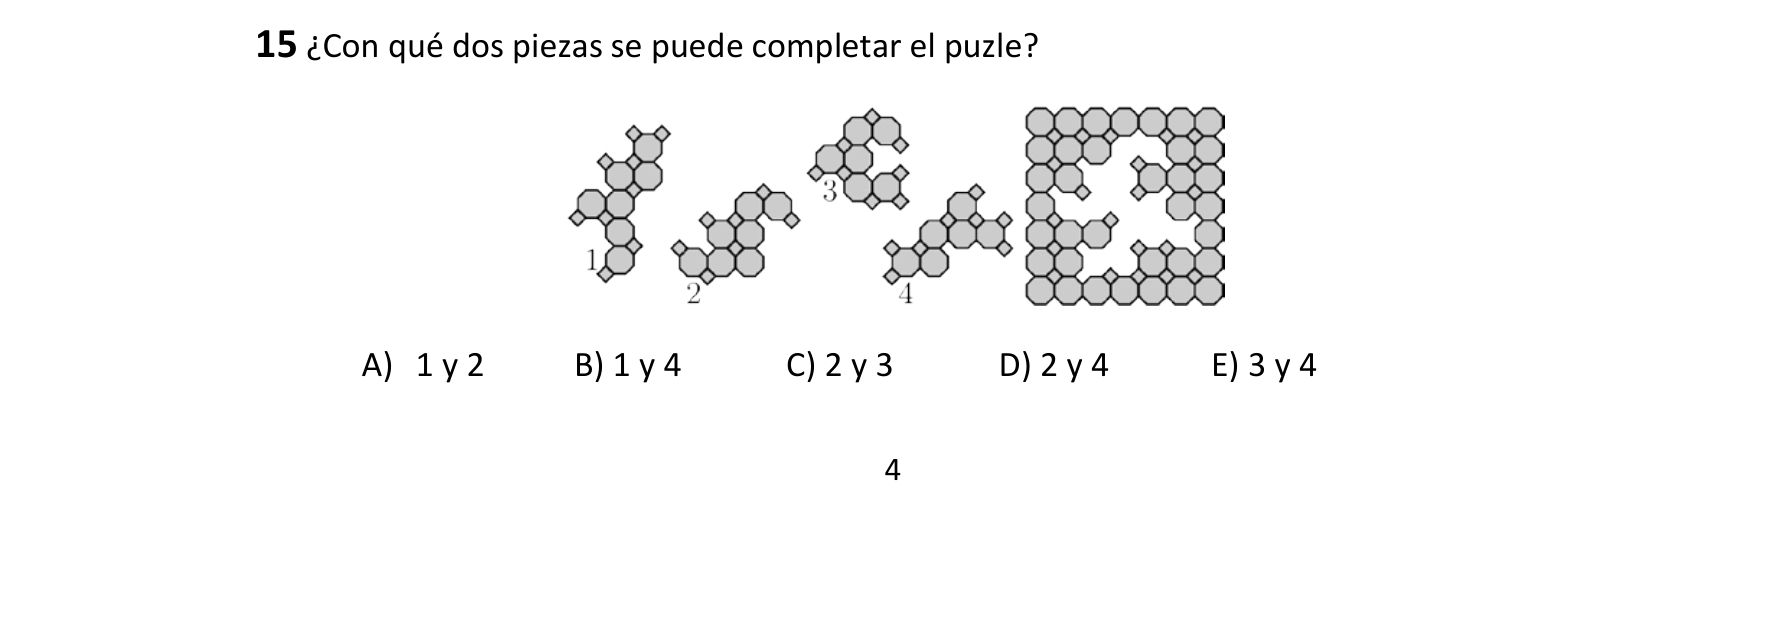 15 ¿Con qué dos piezas se puede completar el puzle?
1 2 3 4
A) 1 y 2 B) 1 y 4 C) 2 y 3 D) 2 y 4 E) 3 y 4
4